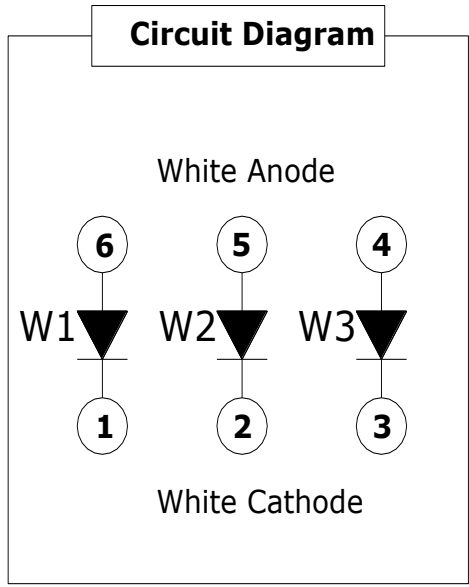 Circuit Diagram
White Anode
6 5 4
W1 W2 W3
1 2 3
White Cathode